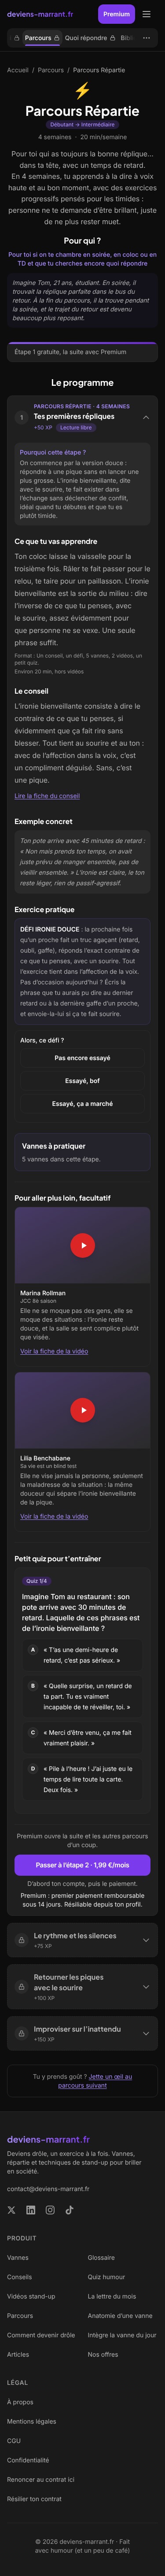 deviens-marrant.fr
Premium
Parcours
Quoi répondre
Accueil / Parcours / Parcours Répartie
Parcours Répartie
Débutant → Intermédiaire
4 semaines · 20 min/semaine
Pour toi qui as toujours la bonne réplique…
dans ta tête, avec un temps de retard.
En 4 semaines, apprends à dire à voix
haute et au bon moment, avec des exercices
progressifs pensés pour les timides :
personne ne te demande d'être brillant, juste
de ne plus rester muet.
Pour qui ?
Pour toi si on te chambre en soirée, en coloc ou en
TD et que tu cherches encore quoi répondre
Imagine Tom, 21 ans, étudiant. En soirée, il
trouvait la réplique parfaite dans le bus du
retour. À la fin du parcours, il la trouve pendant
la soirée, et le trajet du retour est devenu
beaucoup plus reposant.
Étape 1 gratuite, la suite avec Premium
Le programme
1
PARCOURS RÉPARTIE · 4 SEMAINES
Tes premières répliques
+50 XP
Lecture libre
Pourquoi cette étape ?
On commence par la version douce :
répondre à une pique amicale sans que
ça glisse. L'ironie bienveillante, dite
avec le sourire, te fait exister dans
l'échange sans déclencher de conflit,
idéal quand tu débutes et que tu es
plutôt timide.
Ce que tu vas apprendre
Ton coloc laisse la vaisselle pour la
troisième fois. Râler te fait passer pour le
relou, te taire pour un paillasson. L'ironie
bienveillante est la sortie du milieu : dire
l'inverse de ce que tu penses, avec
le sourire, assez évidemment pour
que personne ne se vexe. Une seule
phrase suffit.
Format : Un conseil, un défi, 5 vannes, 2 vidéos, un
petit quiz.
Environ 20 min, hors vidéos
Le conseil
L'ironie bienveillante consiste à dire
le contraire de ce que tu penses, si
évidemment que ça fait rire sans
blesser. Tout tient au sourire et au ton :
avec de l'affection dans la voix, c'est
un compliment déguisé. Sans, c'est
une pique.
Lire la fiche du conseil
Exemple concret
Ton pote arrive avec 45 minutes de retard :
« Non mais prends ton temps, on avait
juste prévu de manger ensemble, pas de
vieillir ensemble. » L'ironie est claire, le ton
reste léger, rien de passif-agressif.
Exercice pratique
DÉFI IRONIE DOUCE : la prochaine fois
qu'un proche fait un truc agaçant (retard,
oubli, gaffe), réponds l'exact contraire de
ce que tu penses, avec un sourire. Tout
l'exercice tient dans l'affection de la voix.
Pas d'occasion aujourd'hui ? Écris la
phrase que tu aurais pu dire au dernier
retard ou à la dernière gaffe d'un proche,
et envoie-la lui si ça te fait sourire.
Alors, ce défi ?
Pas encore essayé
Essayé, bof
Essayé, ça a marché
Vannes à pratiquer
5 vannes dans cette étape.
Pour aller plus loin, facultatif
Marina Rollman
JCC 8è saison
Elle ne se moque pas des gens, elle se
moque des situations : l'ironie reste
douce, et la salle se sent complice plutôt
que visée.
Voir la fiche de la vidéo
Lilia Benchabane
Sa vie est un blind test
Elle ne vise jamais la personne, seulement
la maladresse de la situation : la même
douceur qui sépare l'ironie bienveillante
de la pique.
Voir la fiche de la vidéo
Petit quiz pour t'entraîner
Quiz 1/4
Imagine Tom au restaurant : son
pote arrive avec 30 minutes de
retard. Laquelle de ces phrases est
de l'ironie bienveillante ?
A « T'as une demi-heure de
retard, c'est pas sérieux. »
B « Quelle surprise, un retard de
ta part. Tu es vraiment
incapable de te réveiller, toi. »
C « Merci d'être venu, ça me fait
vraiment plaisir. »
D « Pile à l'heure ! J'ai juste eu le
temps de lire toute la carte.
Deux fois. »
Premium ouvre la suite et les autres parcours
d'un coup.
Passer à l'étape 2 · 1,99 €/mois
D'abord ton compte, puis le paiement.
Premium : premier paiement remboursable
sous 14 jours. Résiliable depuis ton profil.
Le rythme et les silences
+75 XP
Retourner les piques
avec le sourire
+100 XP
Improviser sur l'inattendu
+150 XP
Tu y prends goût ? Jette un œil au
parcours suivant
deviens-marrant.fr
Deviens drôle, un exercice à la fois. Vannes,
répartie et techniques de stand-up pour briller
en société.
contact@deviens-marrant.fr
PRODUIT
Vannes
Glossaire
Conseils
Quiz humour
Vidéos stand-up
La lettre du mois
Parcours
Anatomie d'une vanne
Comment devenir drôle
Intègre la vanne du jour
Articles
Nos offres
LÉGAL
À propos
Mentions légales
CGU
Confidentialité
Renoncer au contrat ici
Résilier ton contrat
© 2026 deviens-marrant.fr · Fait
avec humour (et un peu de café)